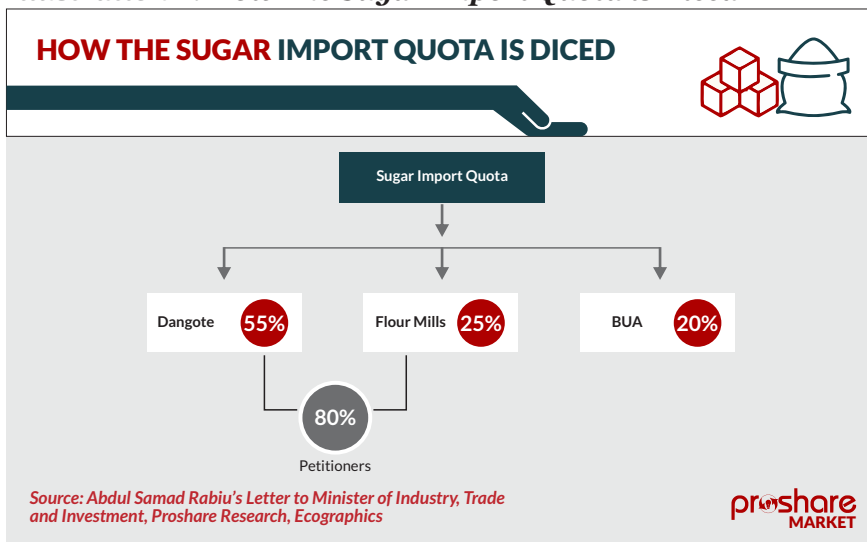 HOW THE SUGAR IMPORT QUOTA IS DICED
Sugar Import Quota
Dangote 55%
Flour Mills 25%
BUA 20%
80%
Petitioners
Source: Abdul Samad Rabiu's Letter to Minister of Industry, Trade
and Investment, Proshare Research, Ecographics
proshare
MARKET